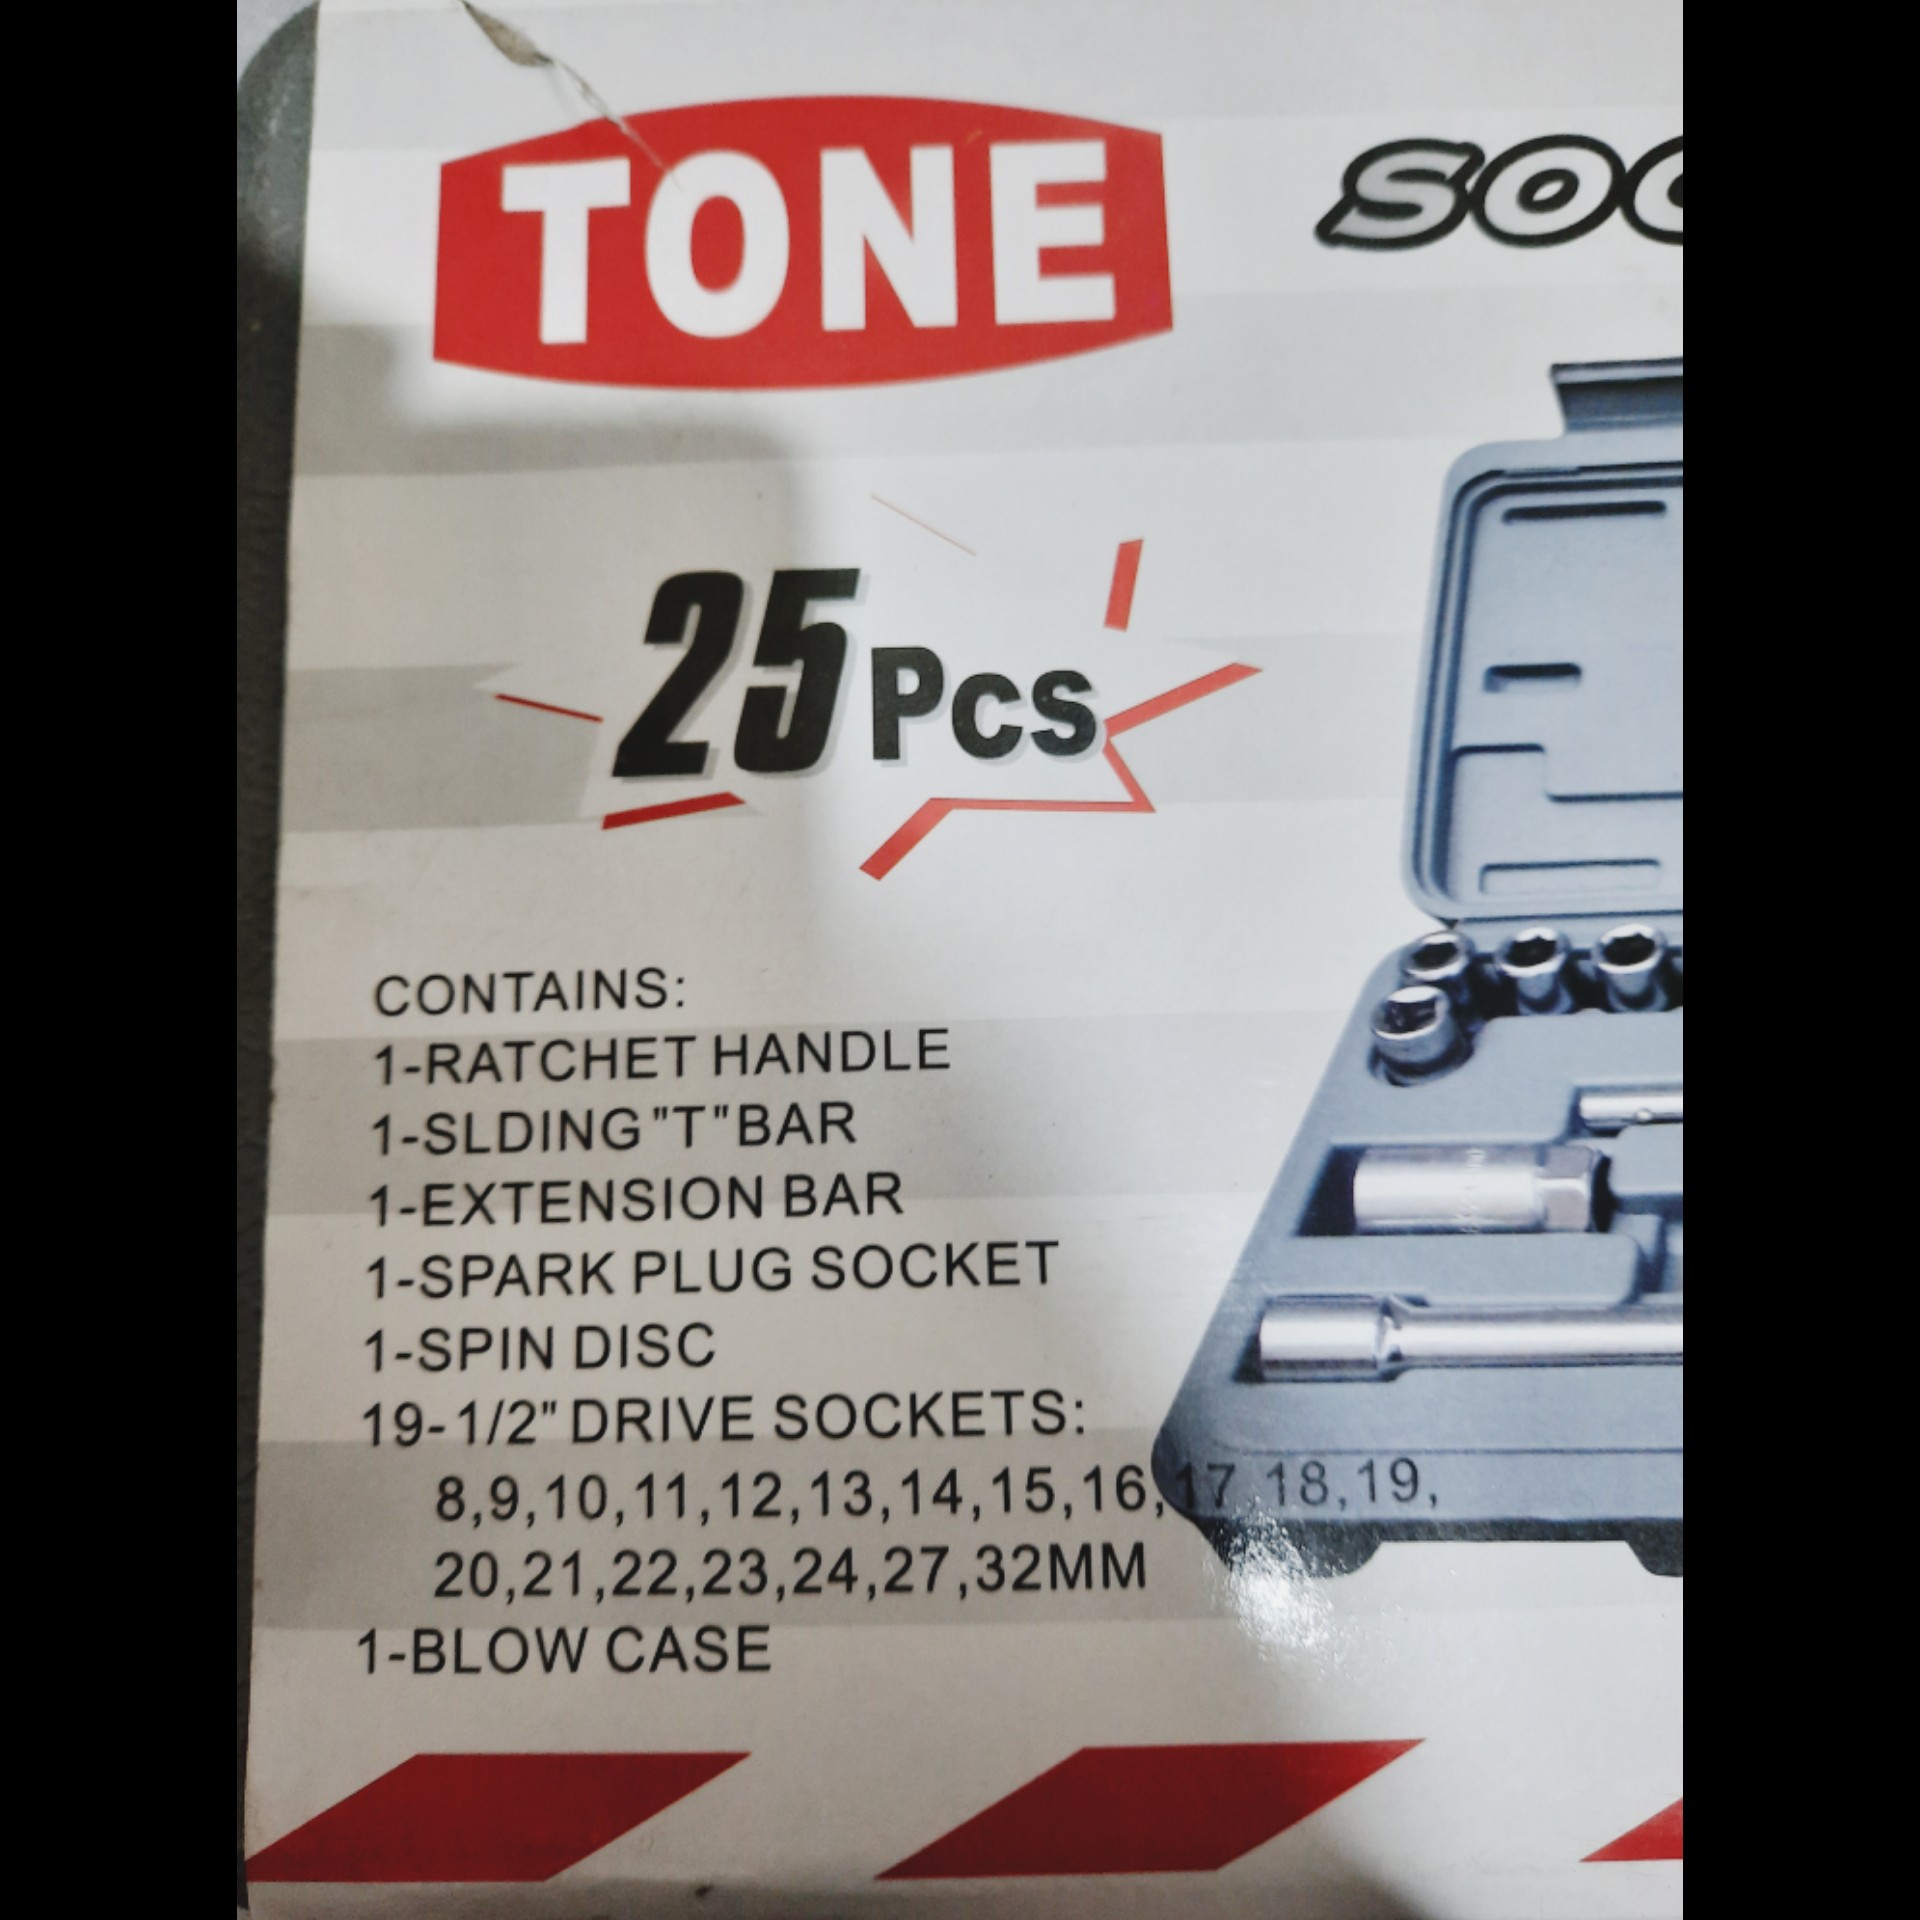 TONE
SOC
25 Pcs
CONTAINS:
1-RATCHET HANDLE
1-SLDING "T" BAR
1-EXTENSION BAR
1-SPARK PLUG SOCKET
1-SPIN DISC
19-1/2" DRIVE SOCKETS:
8,9,10,11,12,13,14,15,16,17,18,19,
20,21,22,23,24,27,32MM
1-BLOW CASE